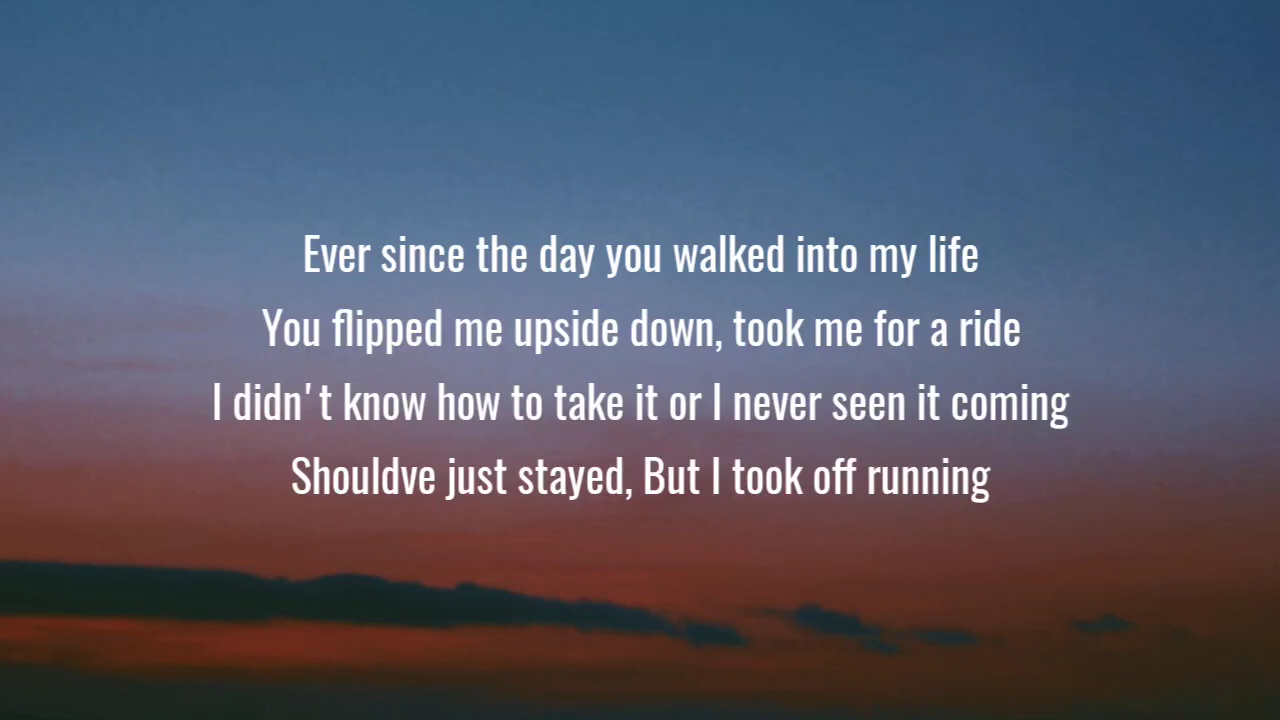 Ever since the day you walked into my life
You flipped me upside down, took me for a ride
I didn't know how to take it or I never seen it coming
Shouldve just stayed, But I took off running